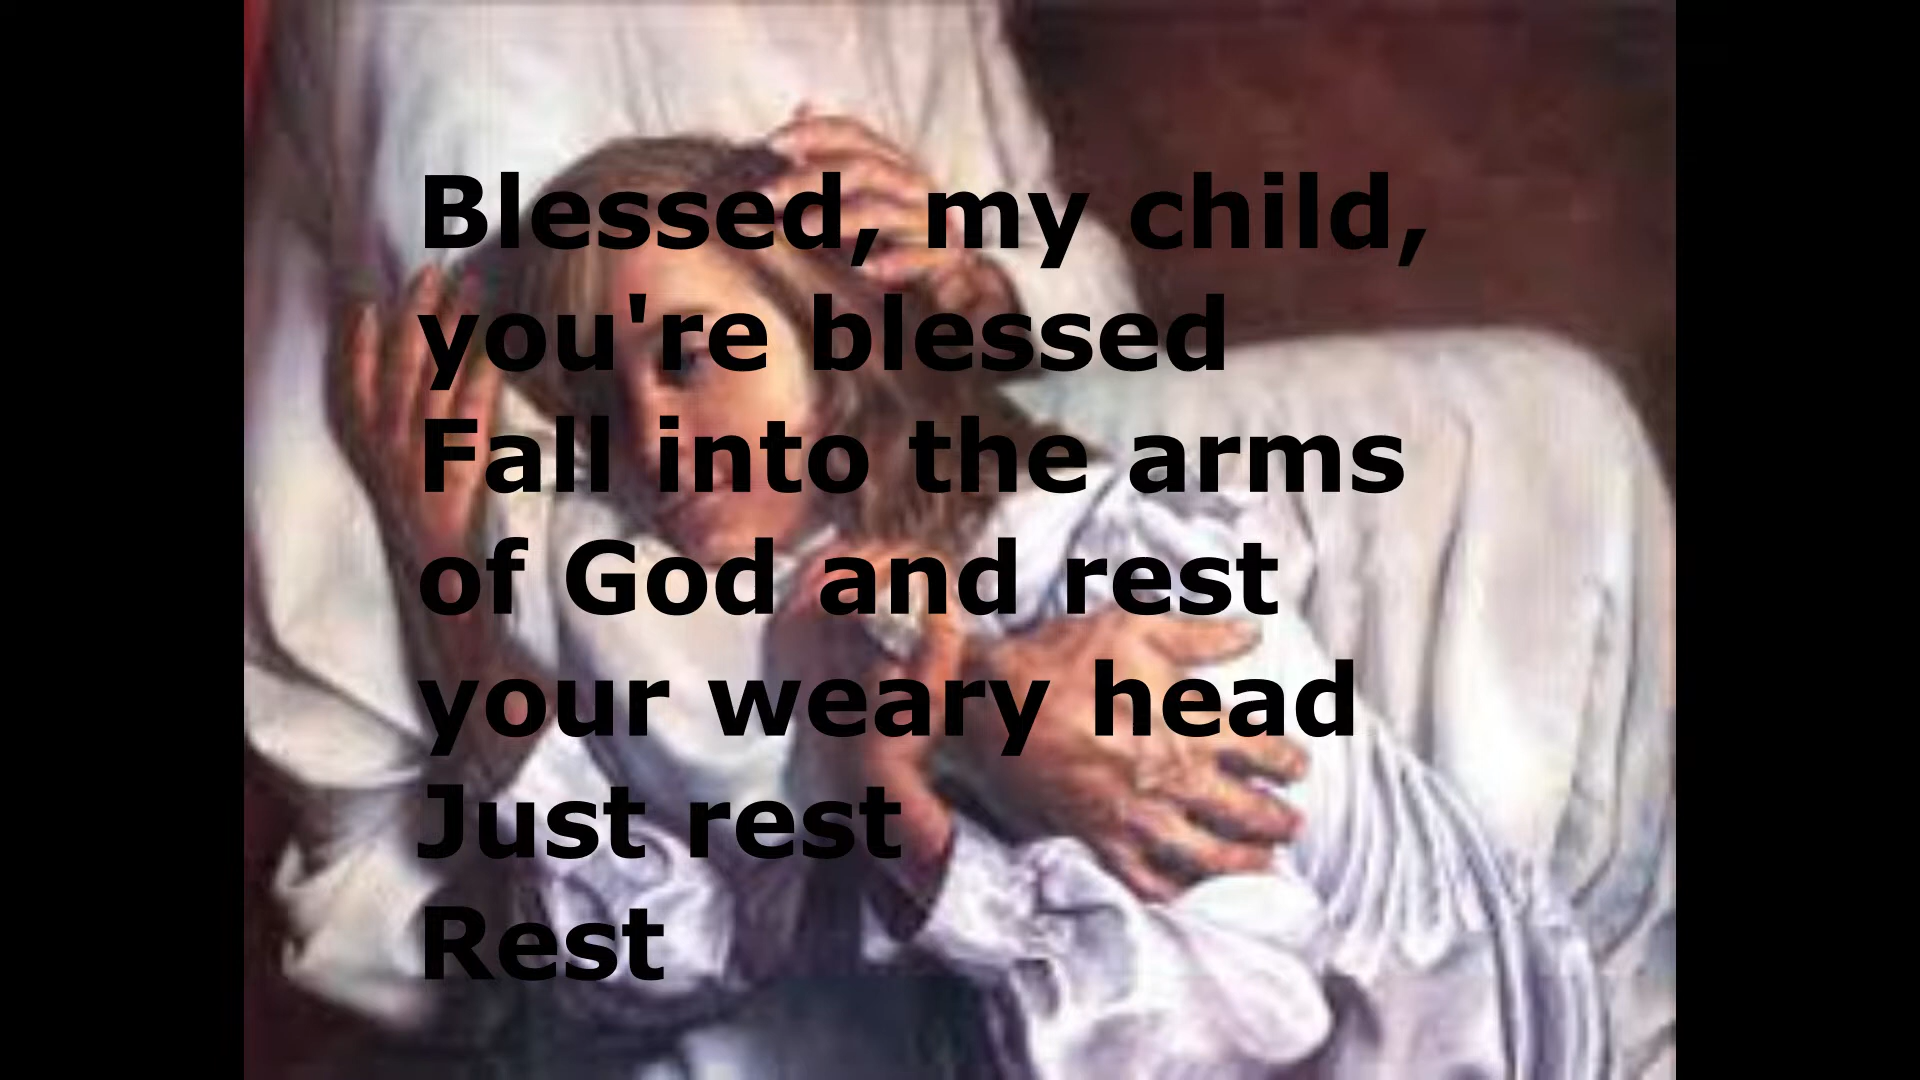 Blessed, my child,
you're blessed
Fall into the arms
of God and rest
your weary head
Just rest
Rest